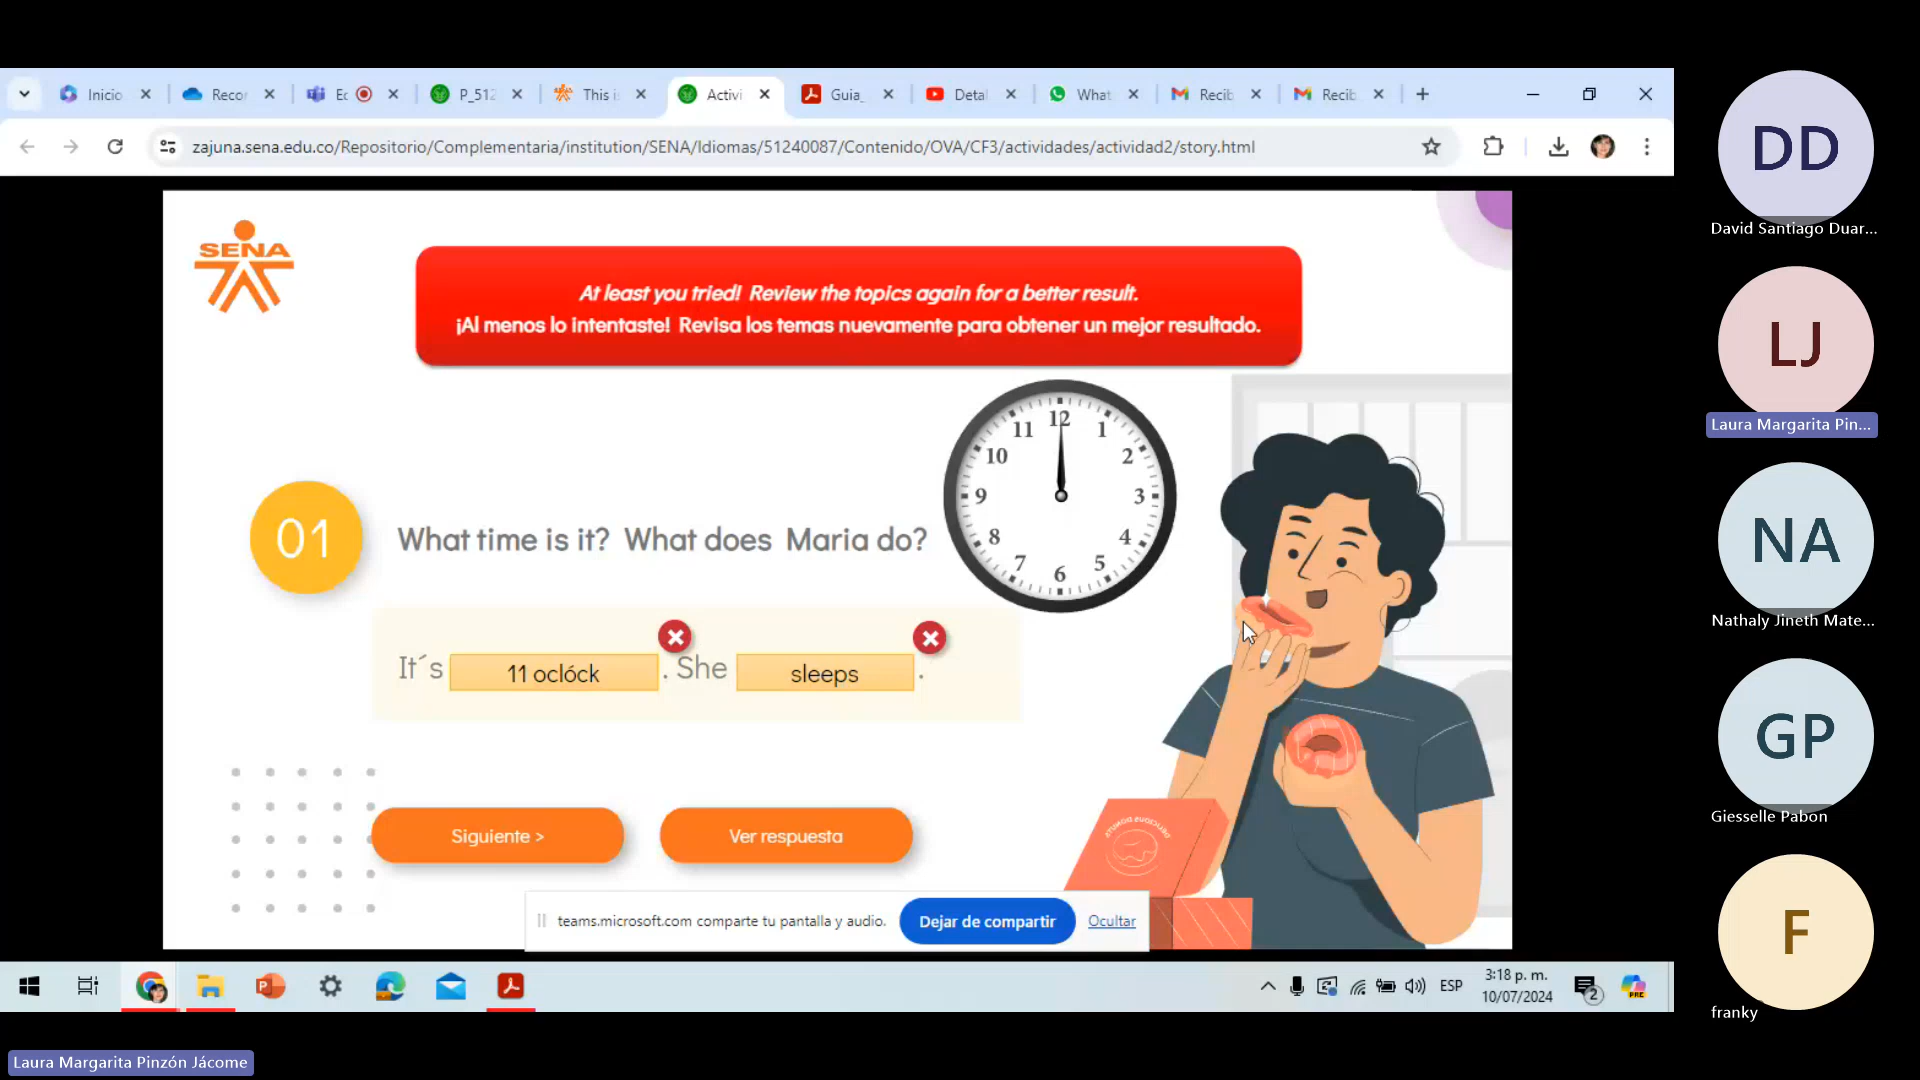 Inicio
Recor
Ec
P_512
This i
Activi
Guia_
Detal
What
Recib
Recib
zajuna.sena.edu.co/Repositorio/Complementaria/institution/SENA/Idiomas/51240087/Contenido/OVA/CF3/actividades/actividad2/story.html
SENA
At least you tried! Review the topics again for a better result.
¡Al menos lo intentaste! Revisa los temas nuevamente para obtener un mejor resultado.
12
1
2
3
4
5
6
7
8
9
10
11
01
What time is it? What does Maria do?
It´s 11 oclóck . She sleeps .
Siguiente >
Ver respuesta
DELICIOUS DONUTS
teams.microsoft.com comparte tu pantalla y audio.
Dejar de compartir
Ocultar
ESP
3:18 p. m.
10/07/2024
2
PRE
DD
David Santiago Duar...
LJ
Laura Margarita Pin...
NA
Nathaly Jineth Mate...
GP
Giesselle Pabon
F
franky
Laura Margarita Pinzón Jácome